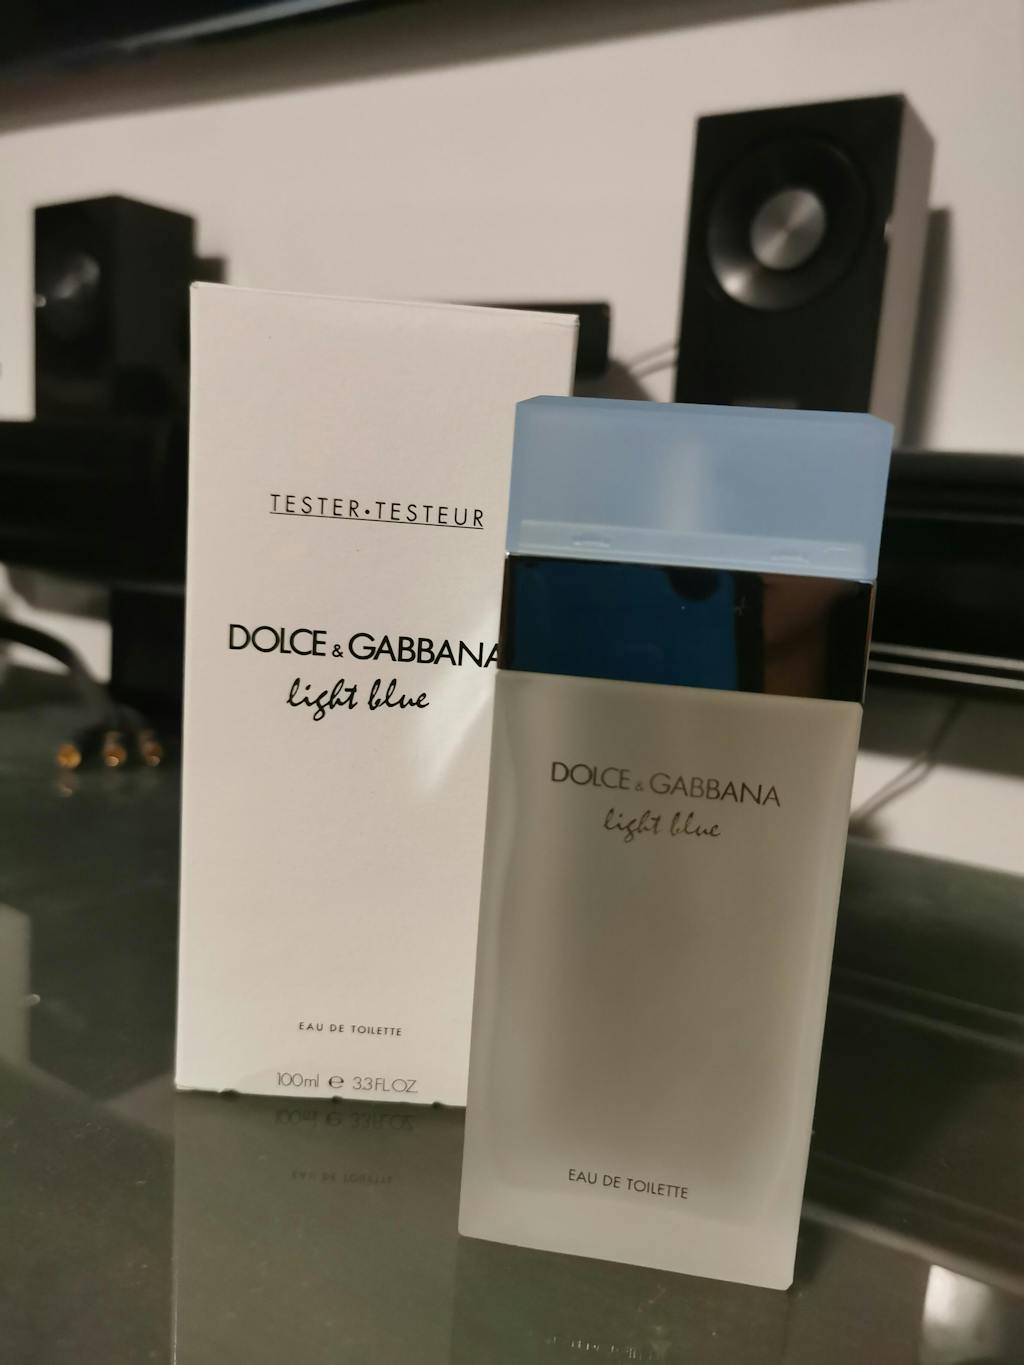 TESTER•TESTEUR
DOLCE & GABBANA
light blue
EAU DE TOILETTE
100ml e 3.3FL.OZ.
DOLCE & GABBANA
light blue
EAU DE TOILETTE